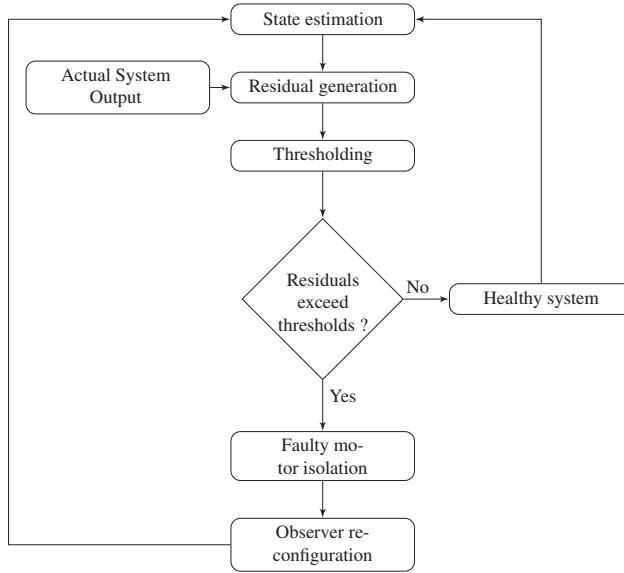 State estimation
Actual System
Output
Residual generation
Thresholding
Residuals
exceed
thresholds ?
No
Healthy system
Yes
Faulty mo-
tor isolation
Observer re-
configuration